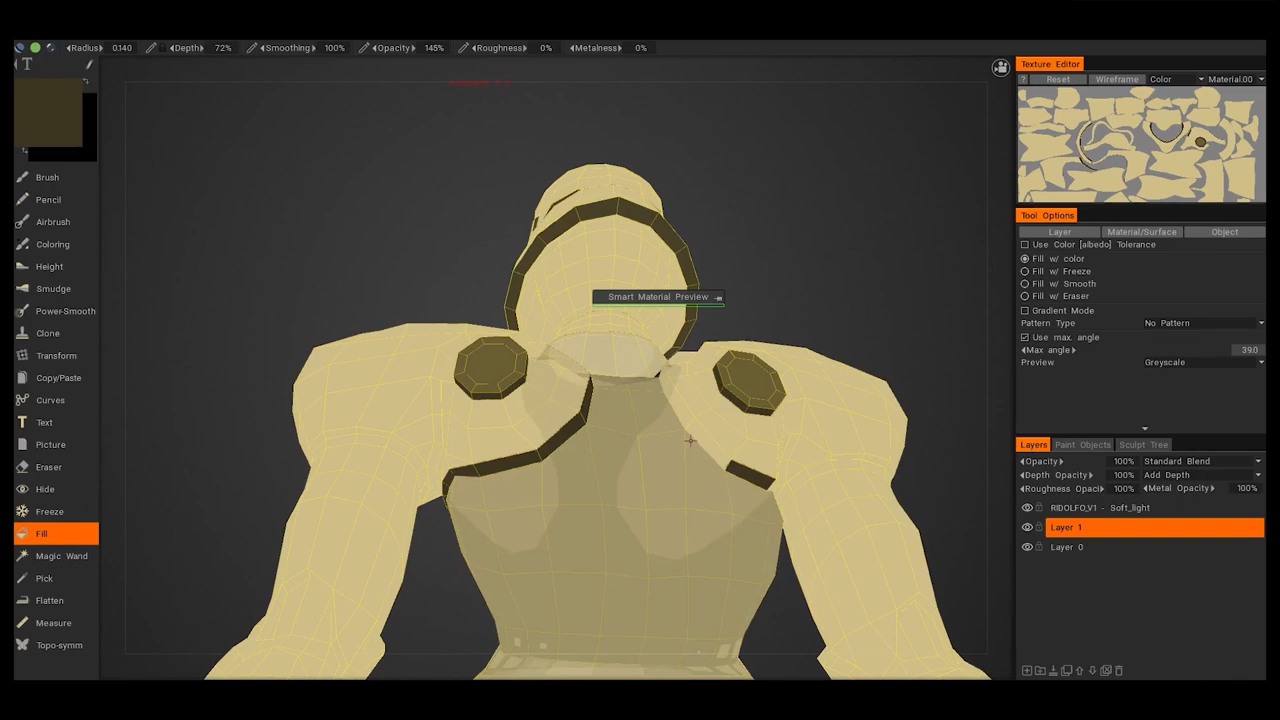 Radius 0.140 Depth 72% Smoothing 100% Opacity 145% Roughness 0% Metalness 0%
T
Brush
Pencil
Airbrush
Coloring
Height
Smudge
Power-Smooth
Clone
Transform
Copy/Paste
Curves
T Text
Picture
Eraser
Hide
Freeze
Fill
Magic Wand
Pick
Flatten
Measure
Topo-symm
Smart Material Preview
Texture Editor
? Reset Wireframe Color Material.00
Tool Options
Layer Material/Surface Object
Use Color [albedo] Tolerance
Fill w/ color
Fill w/ Freeze
Fill w/ Smooth
Fill w/ Eraser
Gradient Mode
Pattern Type No Pattern
Use max. angle
Max angle 39.0
Preview Greyscale
Layers Paint Objects Sculpt Tree
Opacity 100% Standard Blend
Depth Opacity 100% Add Depth
Roughness Opaci 100% Metal Opacity 100%
RIDOLFO_V1 - Soft_light
Layer 1
Layer 0